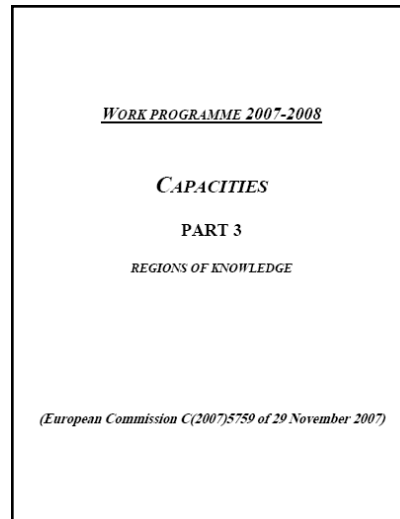 WORK PROGRAMME 2007-2008
CAPACITIES
PART 3
REGIONS OF KNOWLEDGE
(European Commission C(2007)5759 of 29 November 2007)